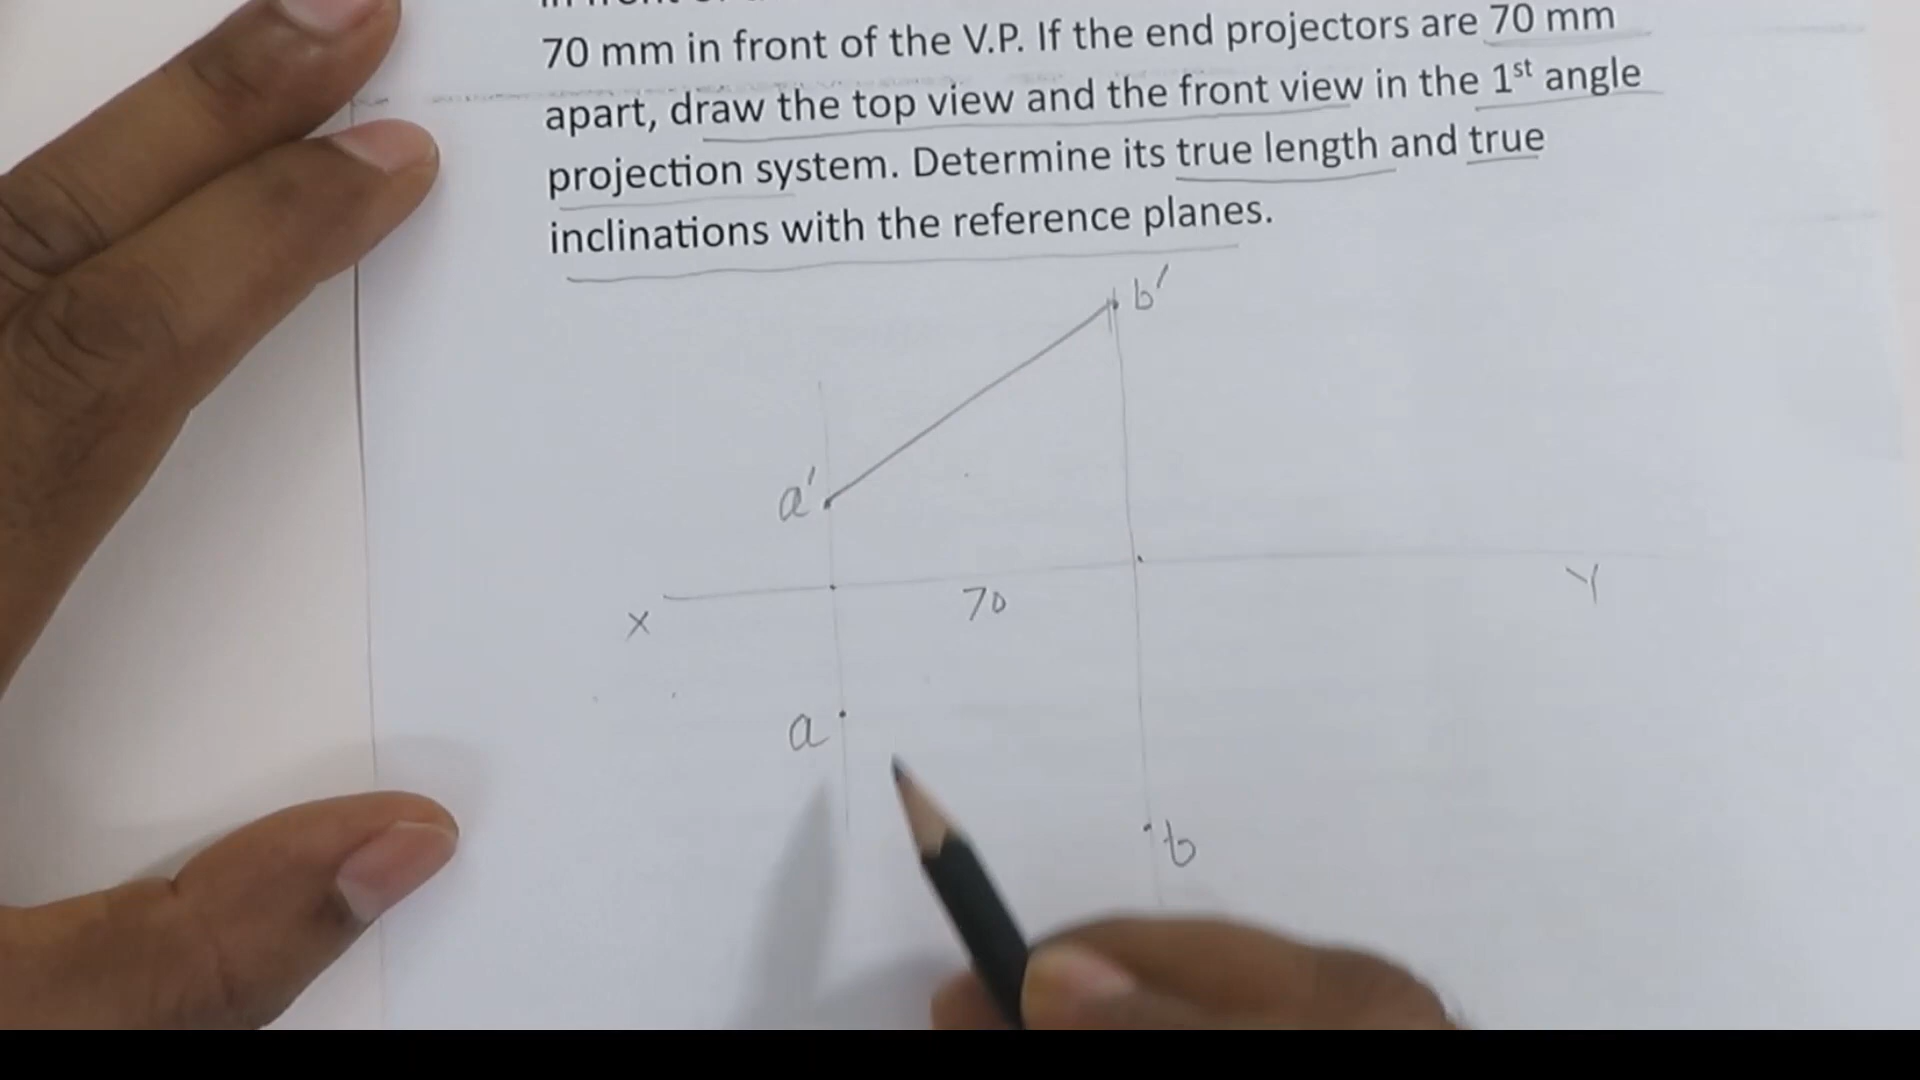 70 mm in front of the V.P. If the end projectors are 70 mm
apart, draw the top view and the front view in the 1st angle
projection system. Determine its true length and true
inclinations with the reference planes.
b'
a'
X 70 Y
a
b